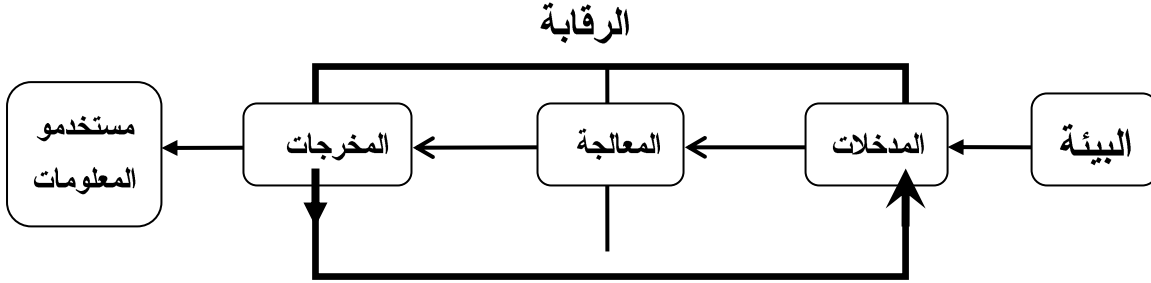 الرقابة
البيئة
المدخلات
المعالجة
المخرجات
مستخدمو
المعلومات